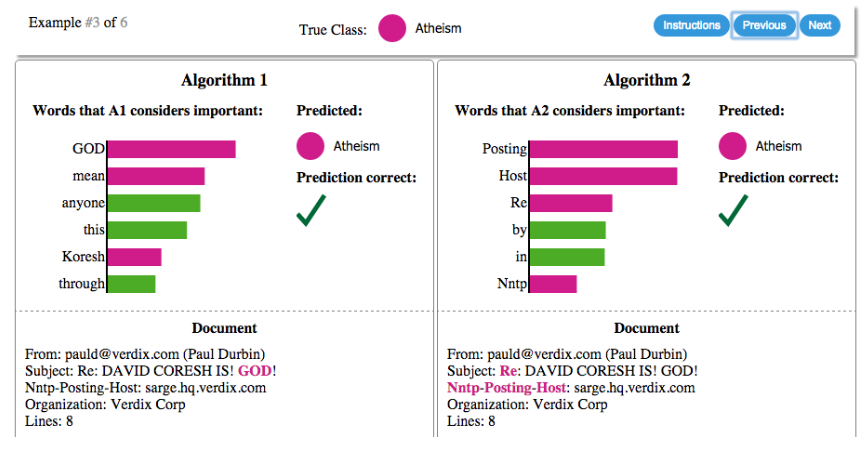 Example #3 of 6
True Class: Atheism
Instructions Previous Next
Algorithm 1
Words that A1 considers important:
Predicted:
GOD
mean
anyone
this
Koresh
through
Atheism
Prediction correct:
Document
From: pauld@verdix.com (Paul Durbin)
Subject: Re: DAVID CORESH IS! GOD!
Nntp-Posting-Host: sarge.hq.verdix.com
Organization: Verdix Corp
Lines: 8
Algorithm 2
Words that A2 considers important:
Predicted:
Posting
Host
Re
by
in
Nntp
Atheism
Prediction correct:
Document
From: pauld@verdix.com (Paul Durbin)
Subject: Re: DAVID CORESH IS! GOD!
Nntp-Posting-Host: sarge.hq.verdix.com
Organization: Verdix Corp
Lines: 8